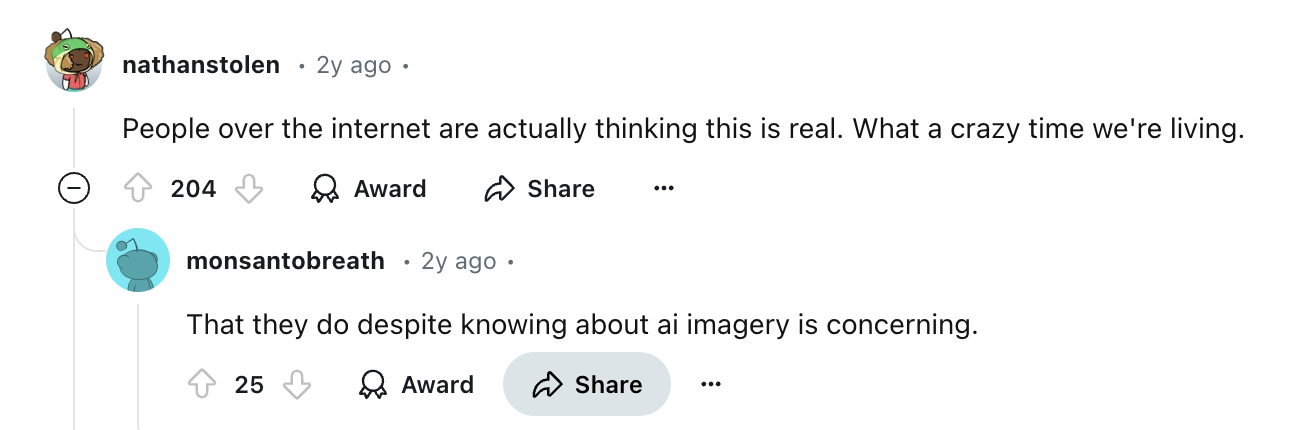 nathanstolen • 2y ago •
People over the internet are actually thinking this is real. What a crazy time we're living.
204 Award Share ...
monsantobreath • 2y ago •
That they do despite knowing about ai imagery is concerning.
25 Award Share ...